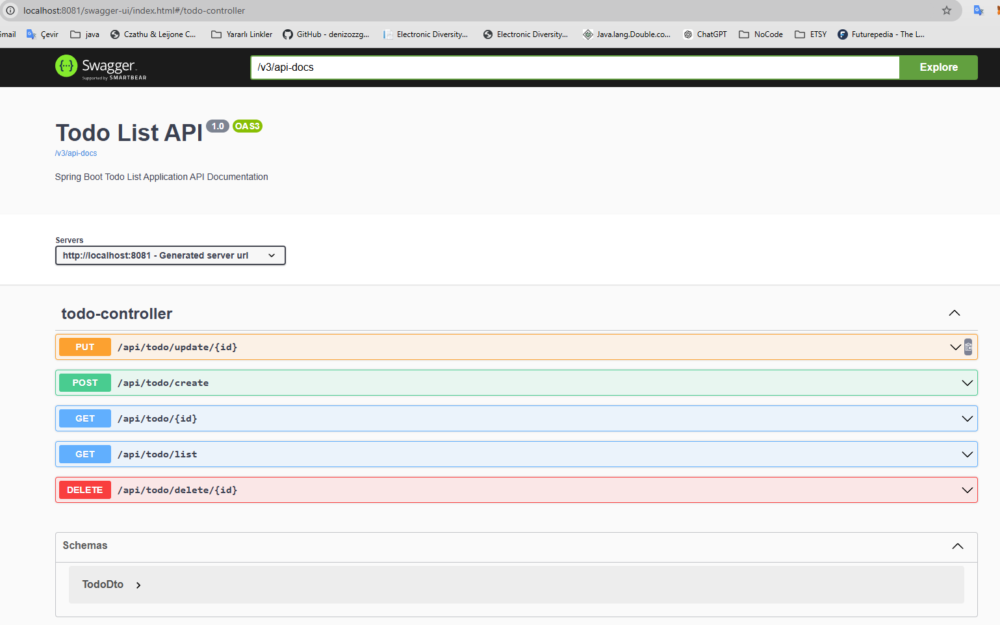 localhost:8081/swagger-ui/index.html#/todo-controller
Gmail Çevir java Czathu & Leijone C... Yararlı Linkler GitHub - denizozzg... Electronic Diversity... Electronic Diversity... Java.lang.Double.co... ChatGPT NoCode ETSY Futurepedia - The L...
Swagger
Supported by SMARTBEAR
/v3/api-docs
Explore
Todo List API 1.0 OAS3
/v3/api-docs
Spring Boot Todo List Application API Documentation
Servers
http://localhost:8081 - Generated server url
todo-controller
PUT /api/todo/update/{id}
POST /api/todo/create
GET /api/todo/{id}
GET /api/todo/list
DELETE /api/todo/delete/{id}
Schemas
TodoDto